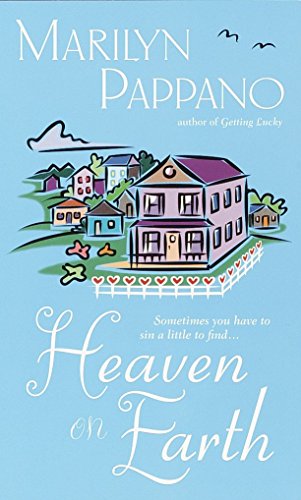 MARILYN
PAPPANO
author of Getting Lucky
Sometimes you have to
sin a little to find...
Heaven
on
Earth